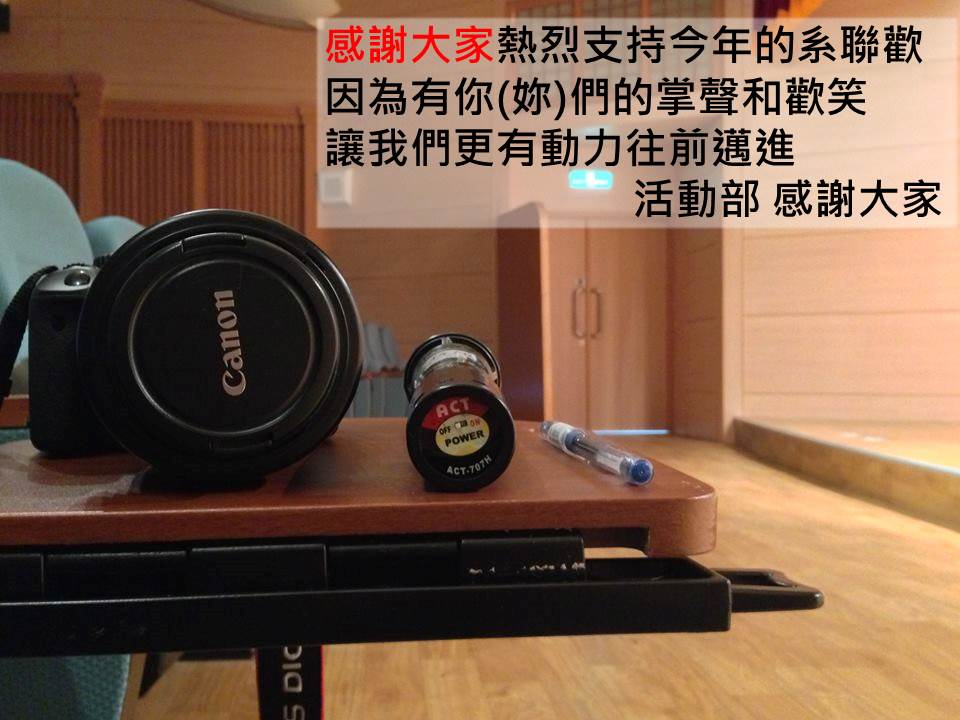 感謝大家熱烈支持今年的系聯歡
因為有你(妳)們的掌聲和歡笑
讓我們更有動力往前邁進
活動部 感謝大家
Canon
ACT
OFF ON
POWER
ACT-707H
S DIG